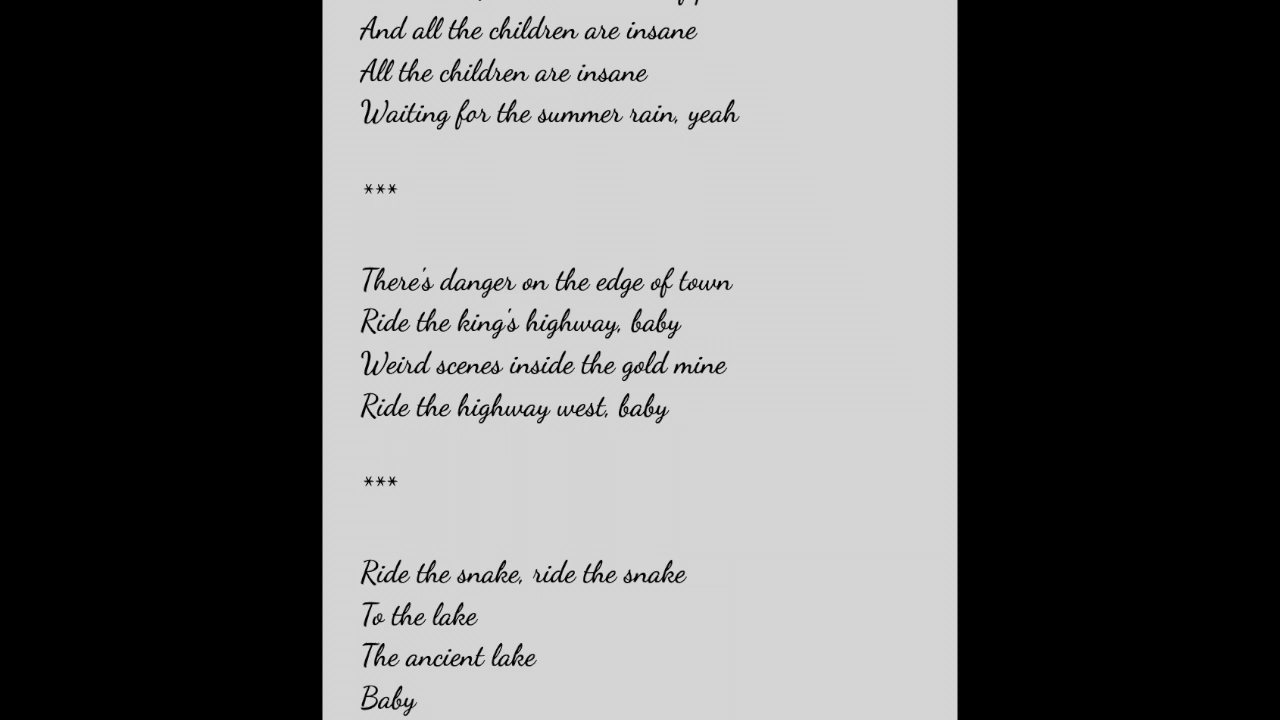 And all the children are insane
All the children are insane
Waiting for the summer rain, yeah
***
There's danger on the edge of town
Ride the king's highway, baby
Weird scenes inside the gold mine
Ride the highway west, baby
***
Ride the snake, ride the snake
To the lake
The ancient lake
Baby